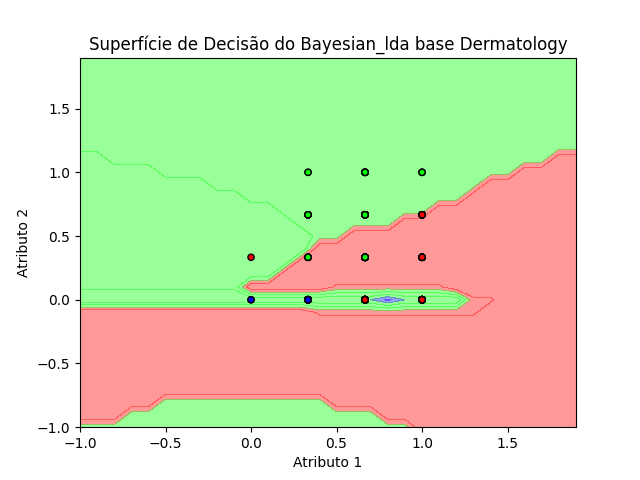 Superfície de Decisão do Bayesian_lda base Dermatology
Atributo 2
1.5
1.0
0.5
0.0
−0.5
−1.0
−1.0 −0.5 0.0 0.5 1.0 1.5
Atributo 1